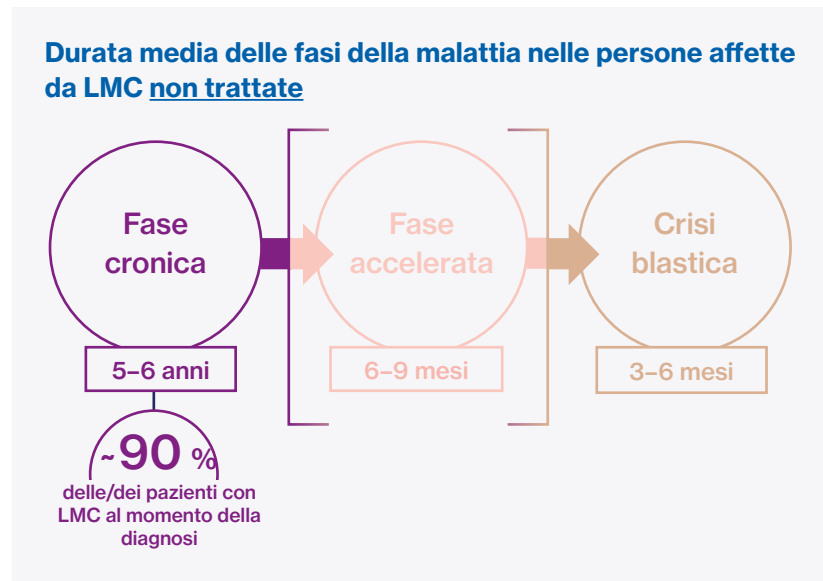 Durata media delle fasi della malattia nelle persone affette
da LMC non trattate
Fase
cronica
Fase
accelerata
Crisi
blastica
5–6 anni
6–9 mesi
3–6 mesi
~90 %
delle/dei pazienti con
LMC al momento della
diagnosi